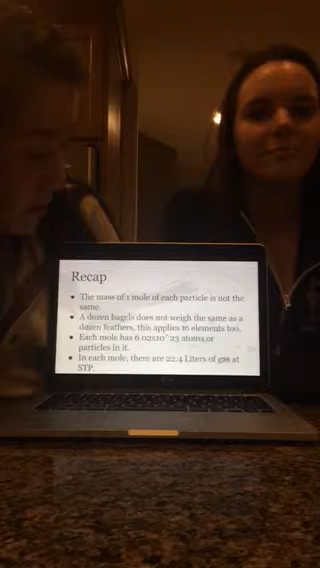 Recap
• The mass of 1 mole of each particle is not the
same.
• A dozen bagels does not weigh the same as a
dozen feathers, this applies to elements too.
• Each mole has 6.02x10^23 atoms or
particles in it.
• In each mole, there are 22.4 Liters of gas at
STP.